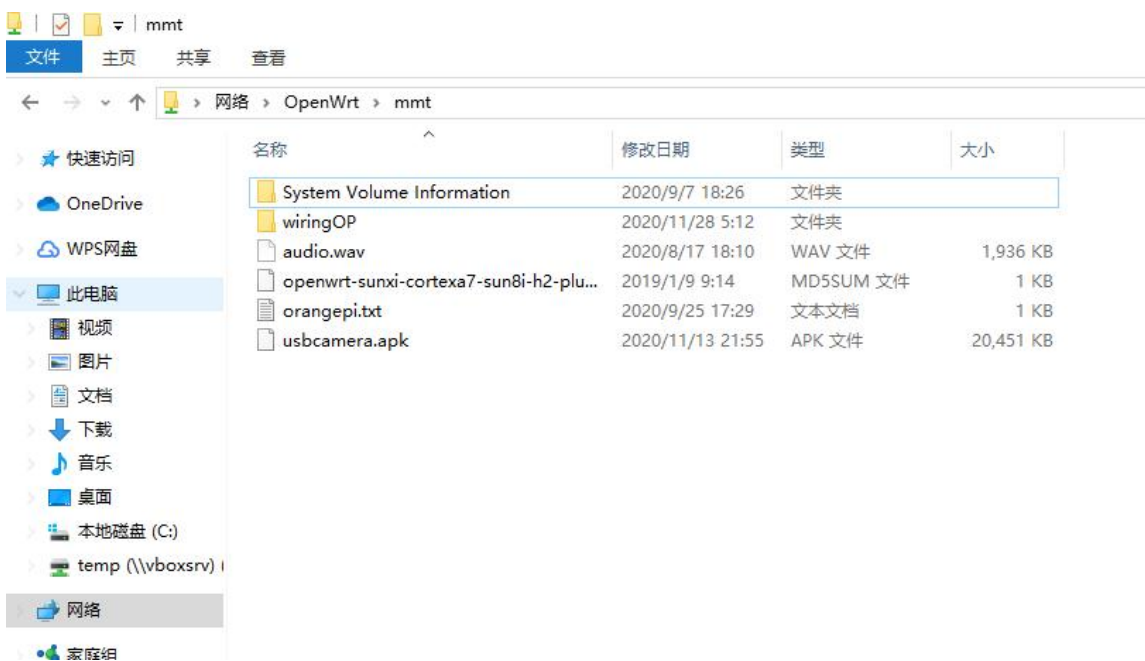 mmt
文件 主页 共享 查看
网络 OpenWrt mmt
名称 修改日期 类型 大小
快速访问
OneDrive
WPS网盘
此电脑
视频
图片
文档
下载
音乐
桌面
本地磁盘 (C:)
temp (\\vboxsrv) (
网络
家庭组
System Volume Information 2020/9/7 18:26 文件夹
wiringOP 2020/11/28 5:12 文件夹
audio.wav 2020/8/17 18:10 WAV 文件 1,936 KB
openwrt-sunxi-cortexa7-sun8i-h2-plu... 2019/1/9 9:14 MD5SUM 文件 1 KB
orangepi.txt 2020/9/25 17:29 文本文档 1 KB
usbcamera.apk 2020/11/13 21:55 APK 文件 20,451 KB